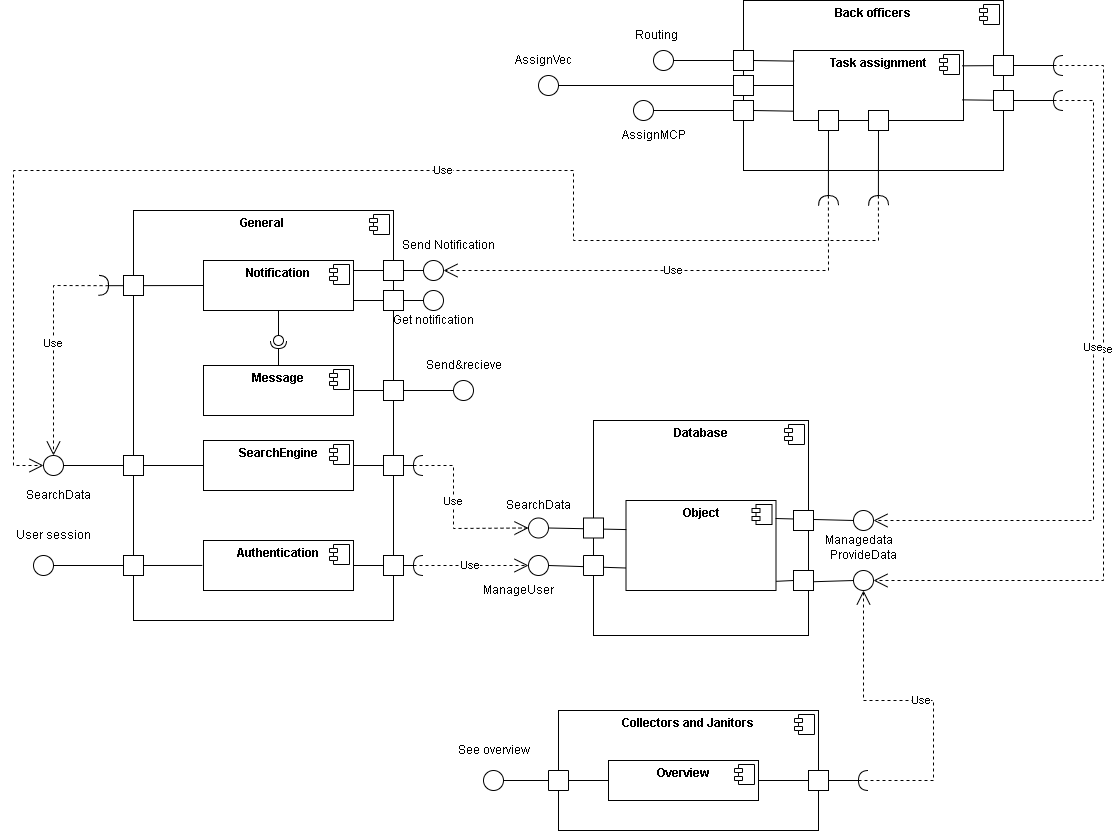 Back officers
Routing
Task assignment
AssignVec
AssignMCP
Use
General
Send Notification
Notification
Use
Get notification
Use
Use
se
Send&recieve
Message
Database
SearchEngine
SearchData
Use
SearchData
Object
User session
Managedata
Authentication
ProvideData
Use
ManageUser
Use
Collectors and Janitors
See overview
Overview